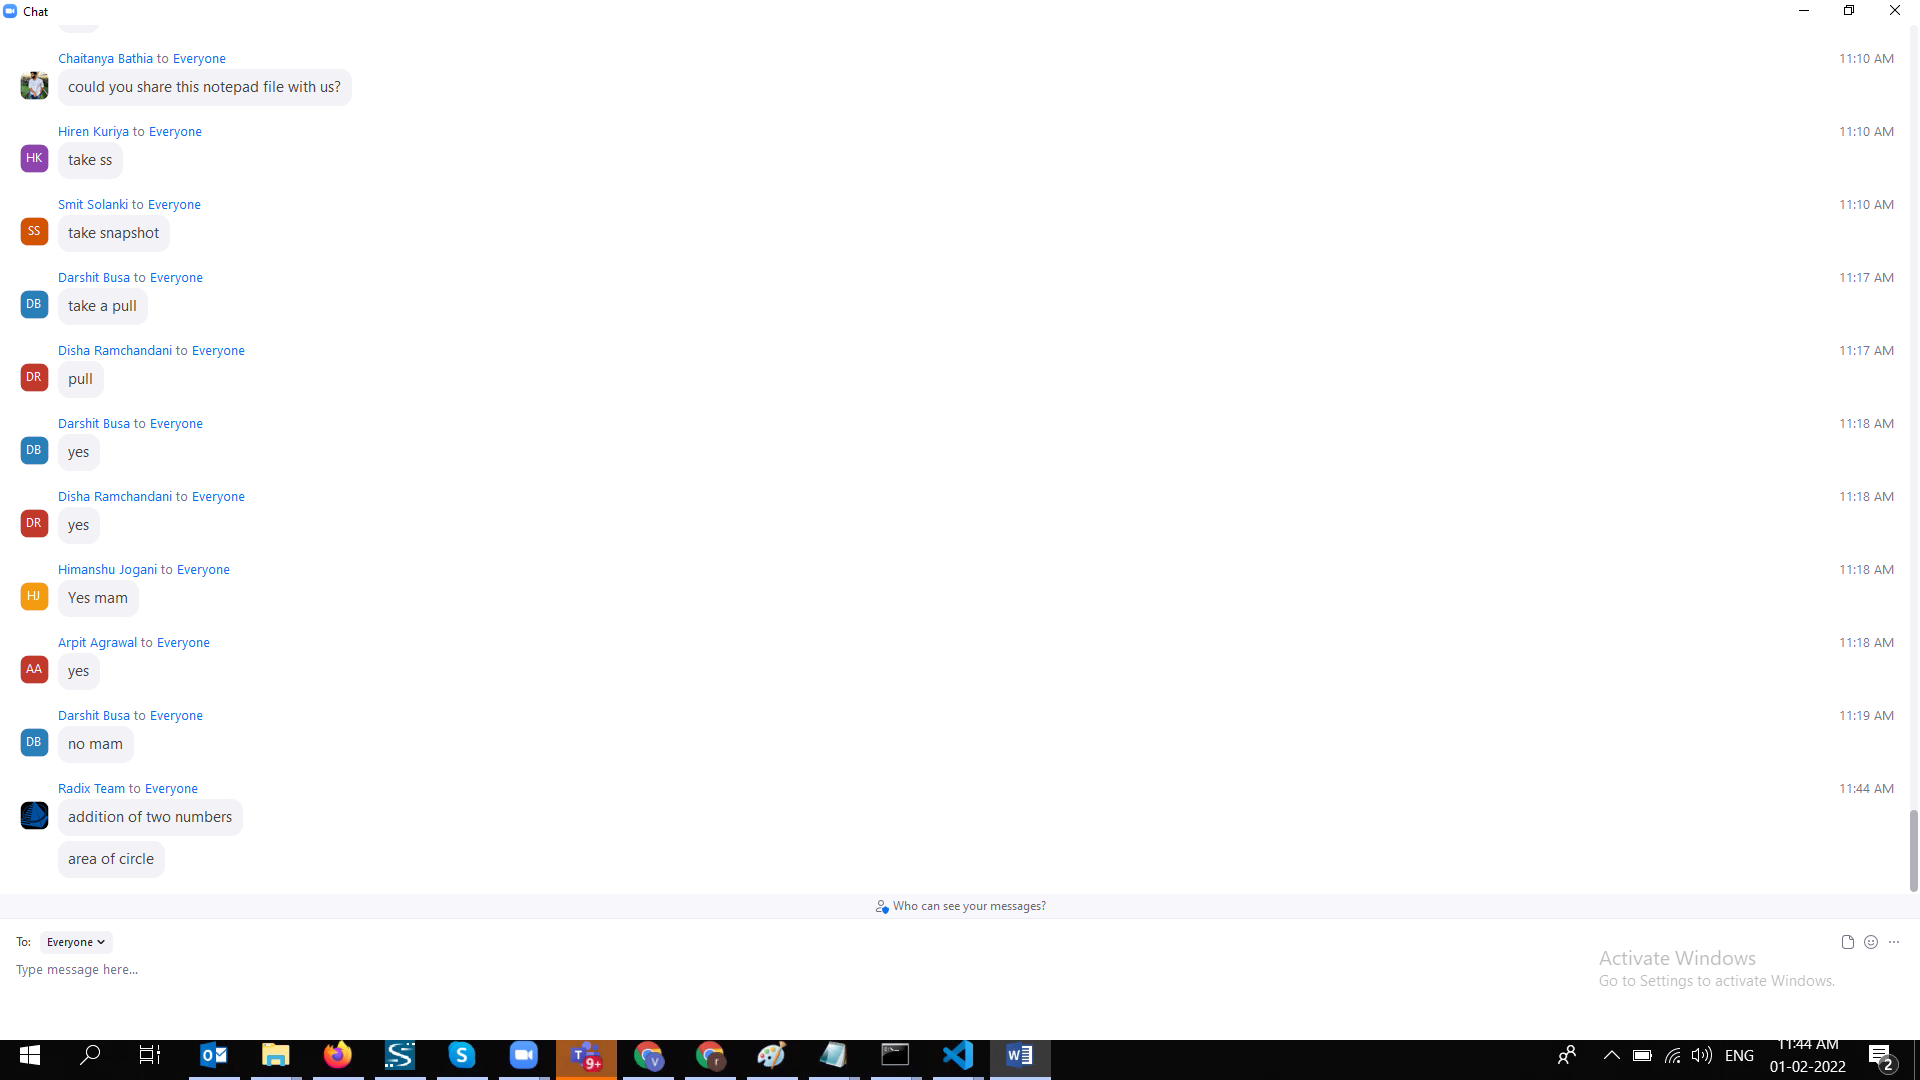 Chat
Chaitanya Bathia to Everyone 11:10 AM
could you share this notepad file with us?
Hiren Kuriya to Everyone 11:10 AM
HK
take ss
Smit Solanki to Everyone 11:10 AM
SS
take snapshot
Darshit Busa to Everyone 11:17 AM
DB
take a pull
Disha Ramchandani to Everyone 11:17 AM
DR
pull
Darshit Busa to Everyone 11:18 AM
DB
yes
Disha Ramchandani to Everyone 11:18 AM
DR
yes
Himanshu Jogani to Everyone 11:18 AM
HJ
Yes mam
Arpit Agrawal to Everyone 11:18 AM
AA
yes
Darshit Busa to Everyone 11:19 AM
DB
no mam
Radix Team to Everyone 11:44 AM
addition of two numbers
area of circle
Who can see your messages?
To: Everyone
Type message here...
Activate Windows
Go to Settings to activate Windows.
9+
V
r
ENG
11:44 AM
01-02-2022
2